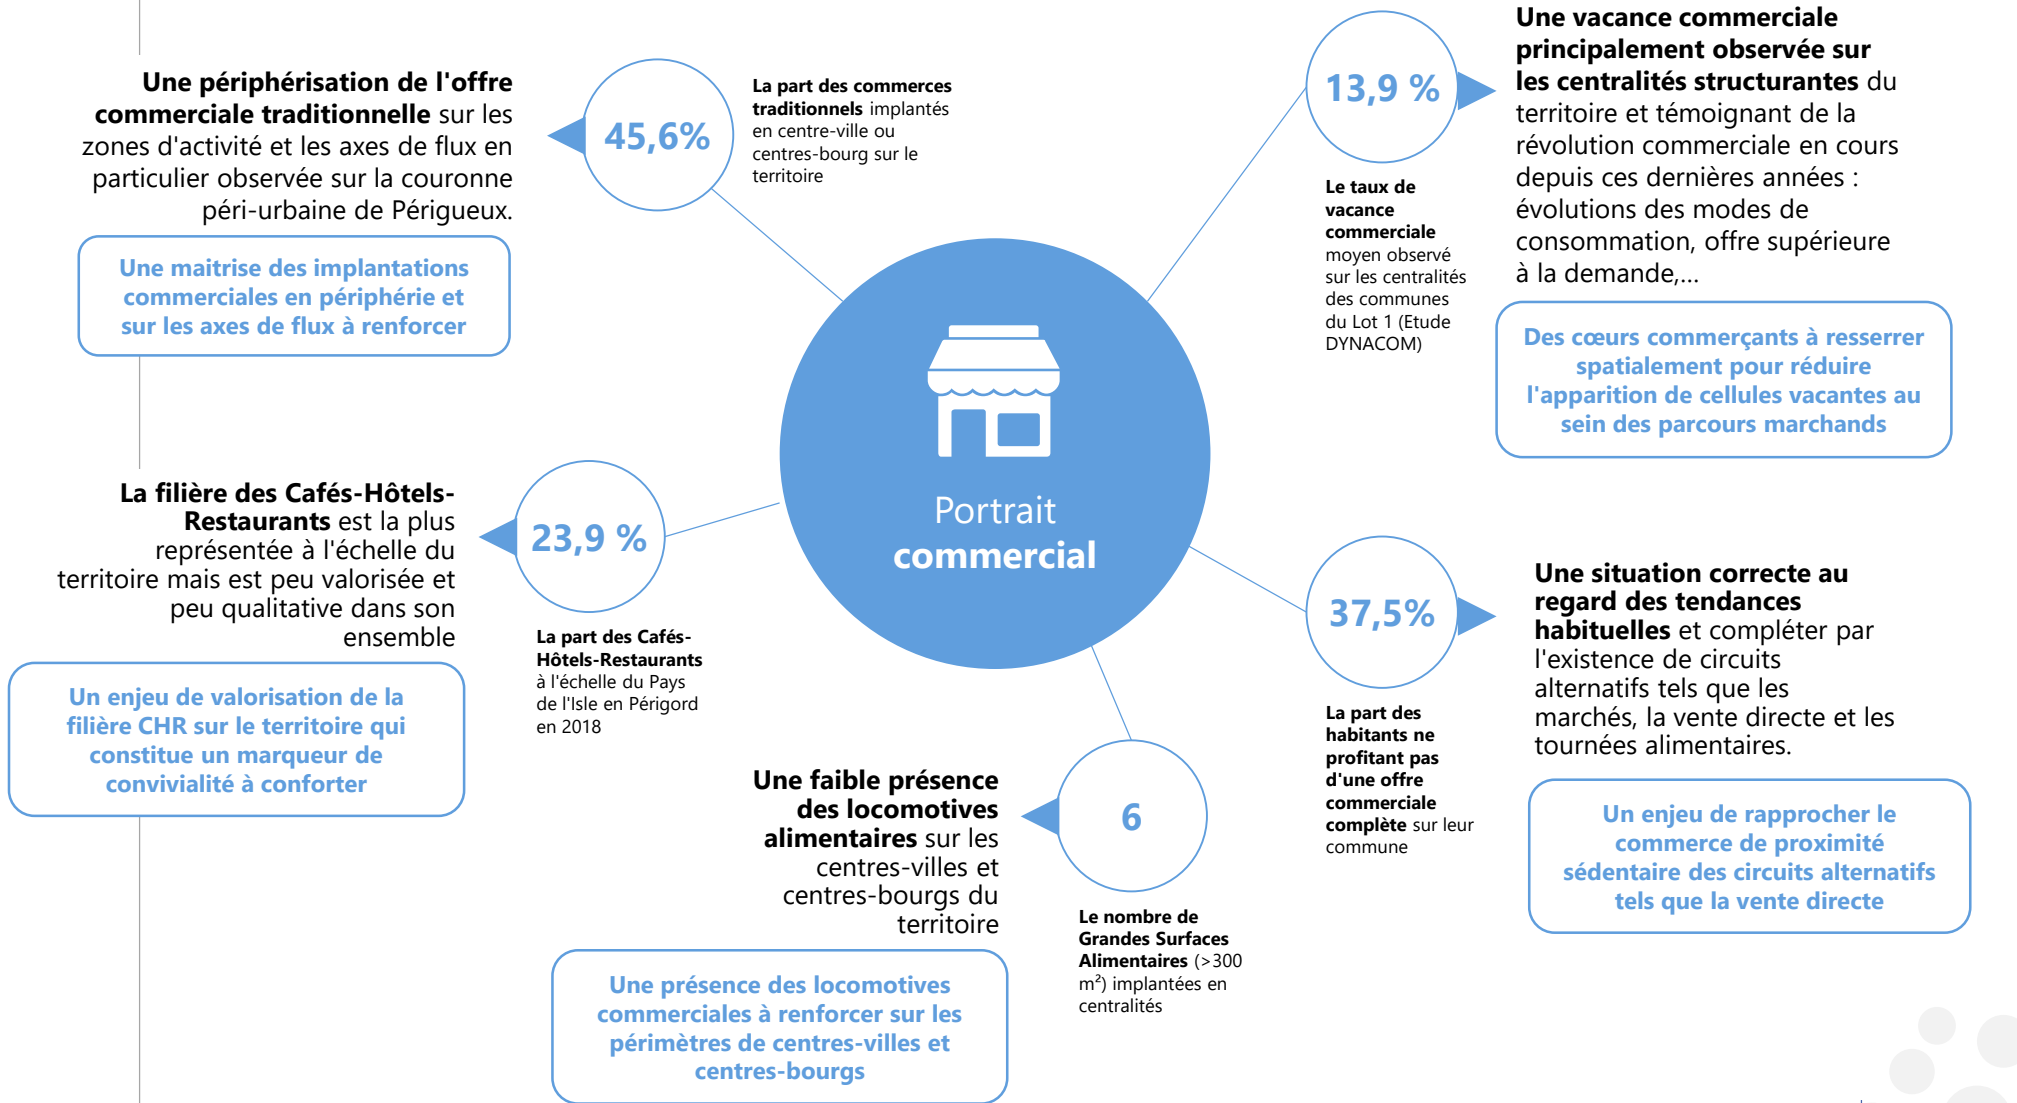 Une périphérisation de l'offre
commerciale traditionnelle sur les
zones d'activité et les axes de flux en
particulier observée sur la couronne
péri-urbaine de Périgueux.
Une maitrise des implantations
commerciales en périphérie et
sur les axes de flux à renforcer
45,6%
La part des commerces
traditionnels implantés
en centre-ville ou
centres-bourg sur le
territoire
13,9 %
Le taux de
vacance
commerciale
moyen observé
sur les centralités
des communes
du Lot 1 (Etude
DYNACOM)
Une vacance commerciale
principalement observée sur
les centralités structurantes du
territoire et témoignant de la
révolution commerciale en cours
depuis ces dernières années :
évolutions des modes de
consommation, offre supérieure
à la demande,...
Des cœurs commerçants à resserrer
spatialement pour réduire
l'apparition de cellules vacantes au
sein des parcours marchands
Portrait
commercial
La filière des Cafés-Hôtels-
Restaurants est la plus
représentée à l'échelle du
territoire mais est peu valorisée et
peu qualitative dans son
ensemble
Un enjeu de valorisation de la
filière CHR sur le territoire qui
constitue un marqueur de
convivialité à conforter
23,9 %
La part des Cafés-
Hôtels-Restaurants
à l'échelle du Pays
de l'Isle en Périgord
en 2018
37,5%
La part des
habitants ne
profitant pas
d'une offre
commerciale
complète sur leur
commune
Une situation correcte au
regard des tendances
habituelles et compléter par
l'existence de circuits
alternatifs tels que les
marchés, la vente directe et les
tournées alimentaires.
Un enjeu de rapprocher le
commerce de proximité
sédentaire des circuits alternatifs
tels que la vente directe
Une faible présence
des locomotives
alimentaires sur les
centres-villes et
centres-bourgs du
territoire
Une présence des locomotives
commerciales à renforcer sur les
périmètres de centres-villes et
centres-bourgs
6
Le nombre de
Grandes Surfaces
Alimentaires (>300
m²) implantées en
centralités